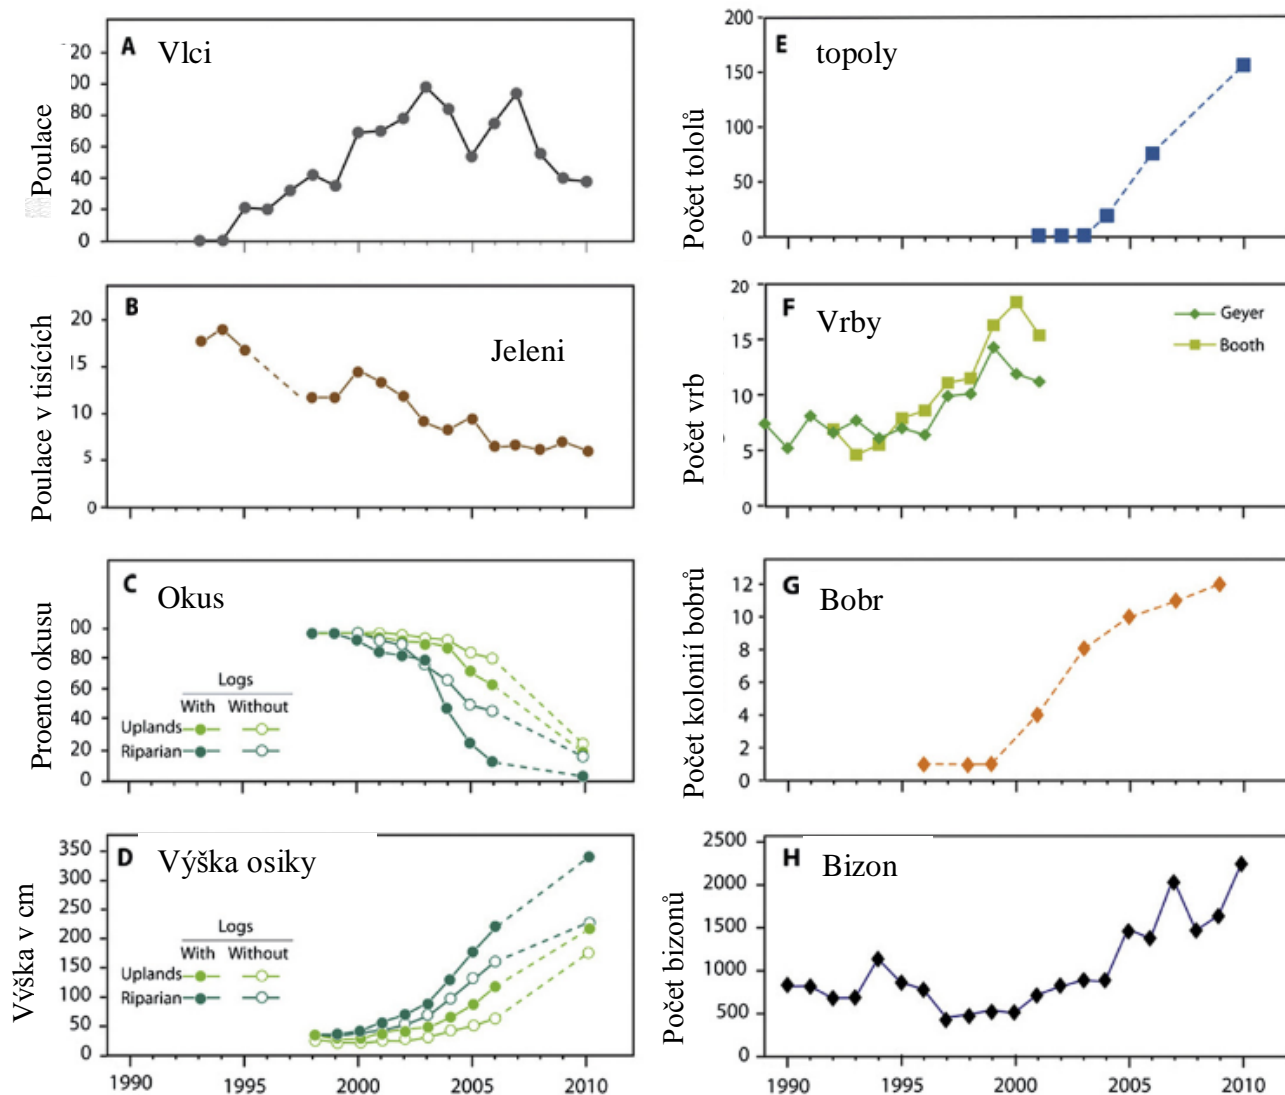 A Vlci
Poulace
20
00
80
60
40
20
0
B Jeleni
Poulace v tisících
20
15
10
5
0
C Okus
Proento okusu
00
80
60
40
20
0
Logs
With Without
Uplands
Riparian
D Výška osiky
Výška v cm
350
300
250
200
150
100
50
0
Logs
With Without
Uplands
Riparian
1990 1995 2000 2005 2010
E topoly
Počet tololů
200
150
100
50
0
F Vrby
Počet vrb
20
15
10
5
0
Geyer
Booth
G Bobr
Počet kolonií bobrů
12
10
8
6
4
2
0
H Bizon
Počet bizonů
2500
2000
1500
1000
500
0
1990 1995 2000 2005 2010